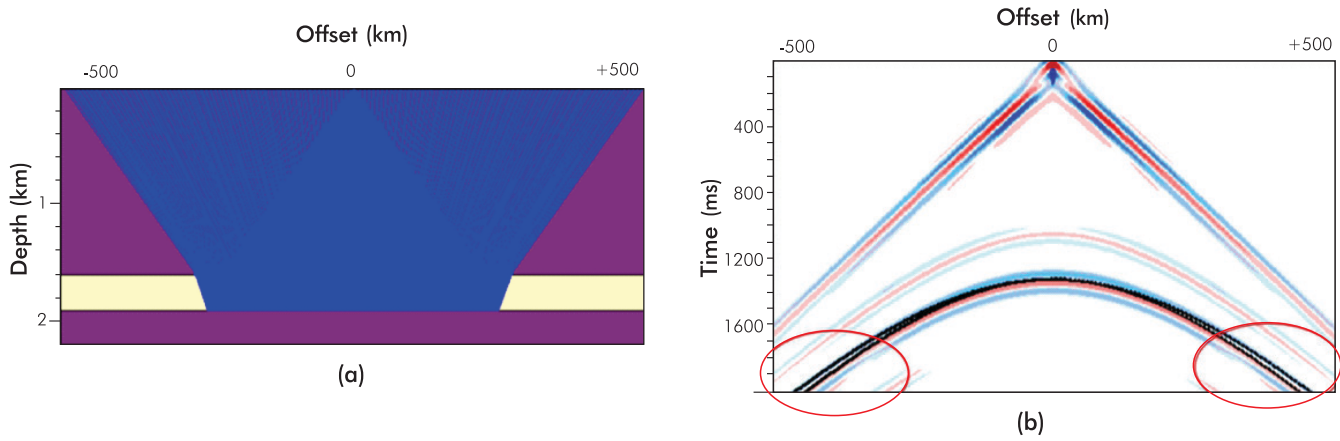 Offset (km)
-500 0 +500
Depth (km)
1
2
(a)
Offset (km)
-500 0 +500
Time (ms)
400
800
1200
1600
(b)